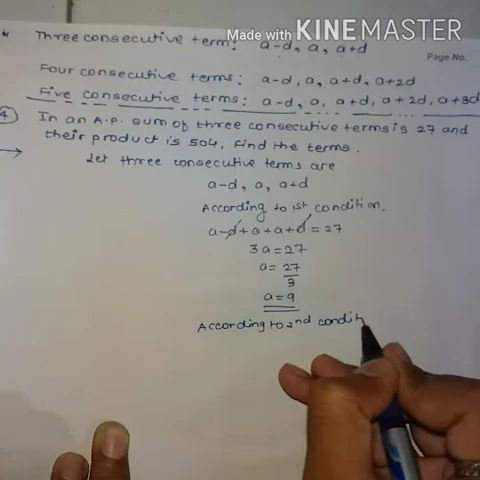 Made with KINEMASTER
Three consecutive term: a-d, a, a+d
Page No.
Four consecutive terms: a-d, a, a+d, a+2d
Five consecutive terms: a-d, a, a+d, a+2d, a+3d
4 In an A.P. sum of three consecutive terms is 27 and
their product is 504, find the terms.
→ Let three consecutive terms are
a-d, a, a+d
According to 1st condition.
a-d+a+a+d = 27
3a = 27
a = 27/3
a = 9
According to 2nd condit